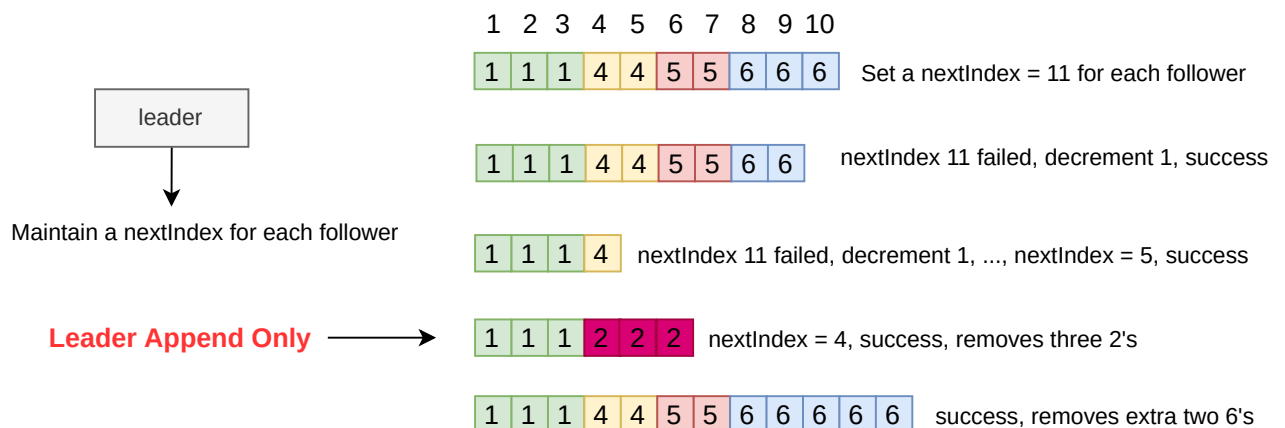 1 2 3 4 5 6 7 8 9 10
1 1 1 4 4 5 5 6 6 6 Set a nextIndex = 11 for each follower
leader
1 1 1 4 4 5 5 6 6 nextIndex 11 failed, decrement 1, success
Maintain a nextIndex for each follower
1 1 1 4 nextIndex 11 failed, decrement 1, ..., nextIndex = 5, success
Leader Append Only
1 1 1 2 2 2 nextIndex = 4, success, removes three 2's
1 1 1 4 4 5 5 6 6 6 6 6 success, removes extra two 6's